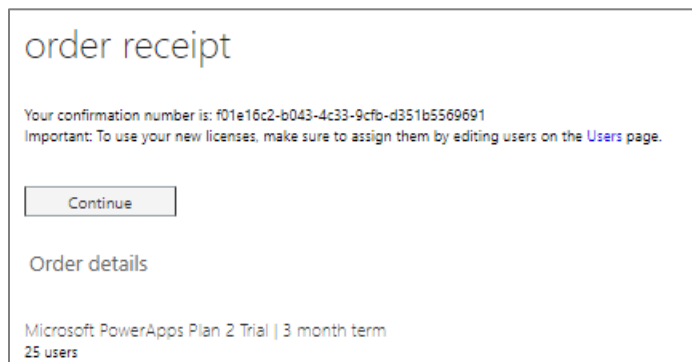 order receipt
Your confirmation number is: f01e16c2-b043-4c33-9cfb-d351b5569691
Important: To use your new licenses, make sure to assign them by editing users on the Users page.
Continue
Order details
Microsoft PowerApps Plan 2 Trial | 3 month term
25 users